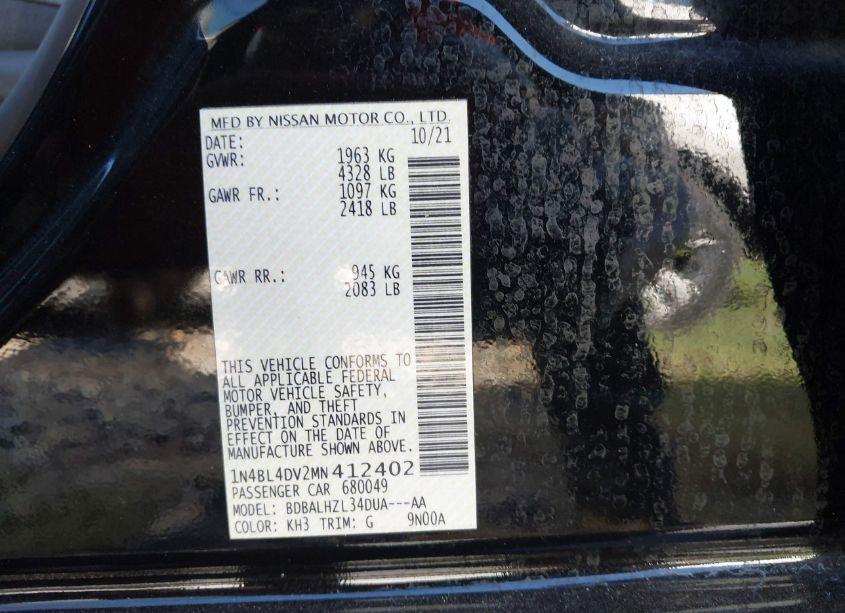 MFD BY NISSAN MOTOR CO., LTD.
DATE: 10/21
GVWR: 1963 KG
4328 LB
GAWR FR.: 1097 KG
2418 LB
GAWR RR.: 945 KG
2083 LB
THIS VEHICLE CONFORMS TO
ALL APPLICABLE FEDERAL
MOTOR VEHICLE SAFETY,
BUMPER, AND THEFT
PREVENTION STANDARDS IN
EFFECT ON THE DATE OF
MANUFACTURE SHOWN ABOVE.
1N4BL4DV2MN412402
PASSENGER CAR 680049
MODEL: BDBALHZL34DUA---AA
COLOR: KH3 TRIM: G 9N00A